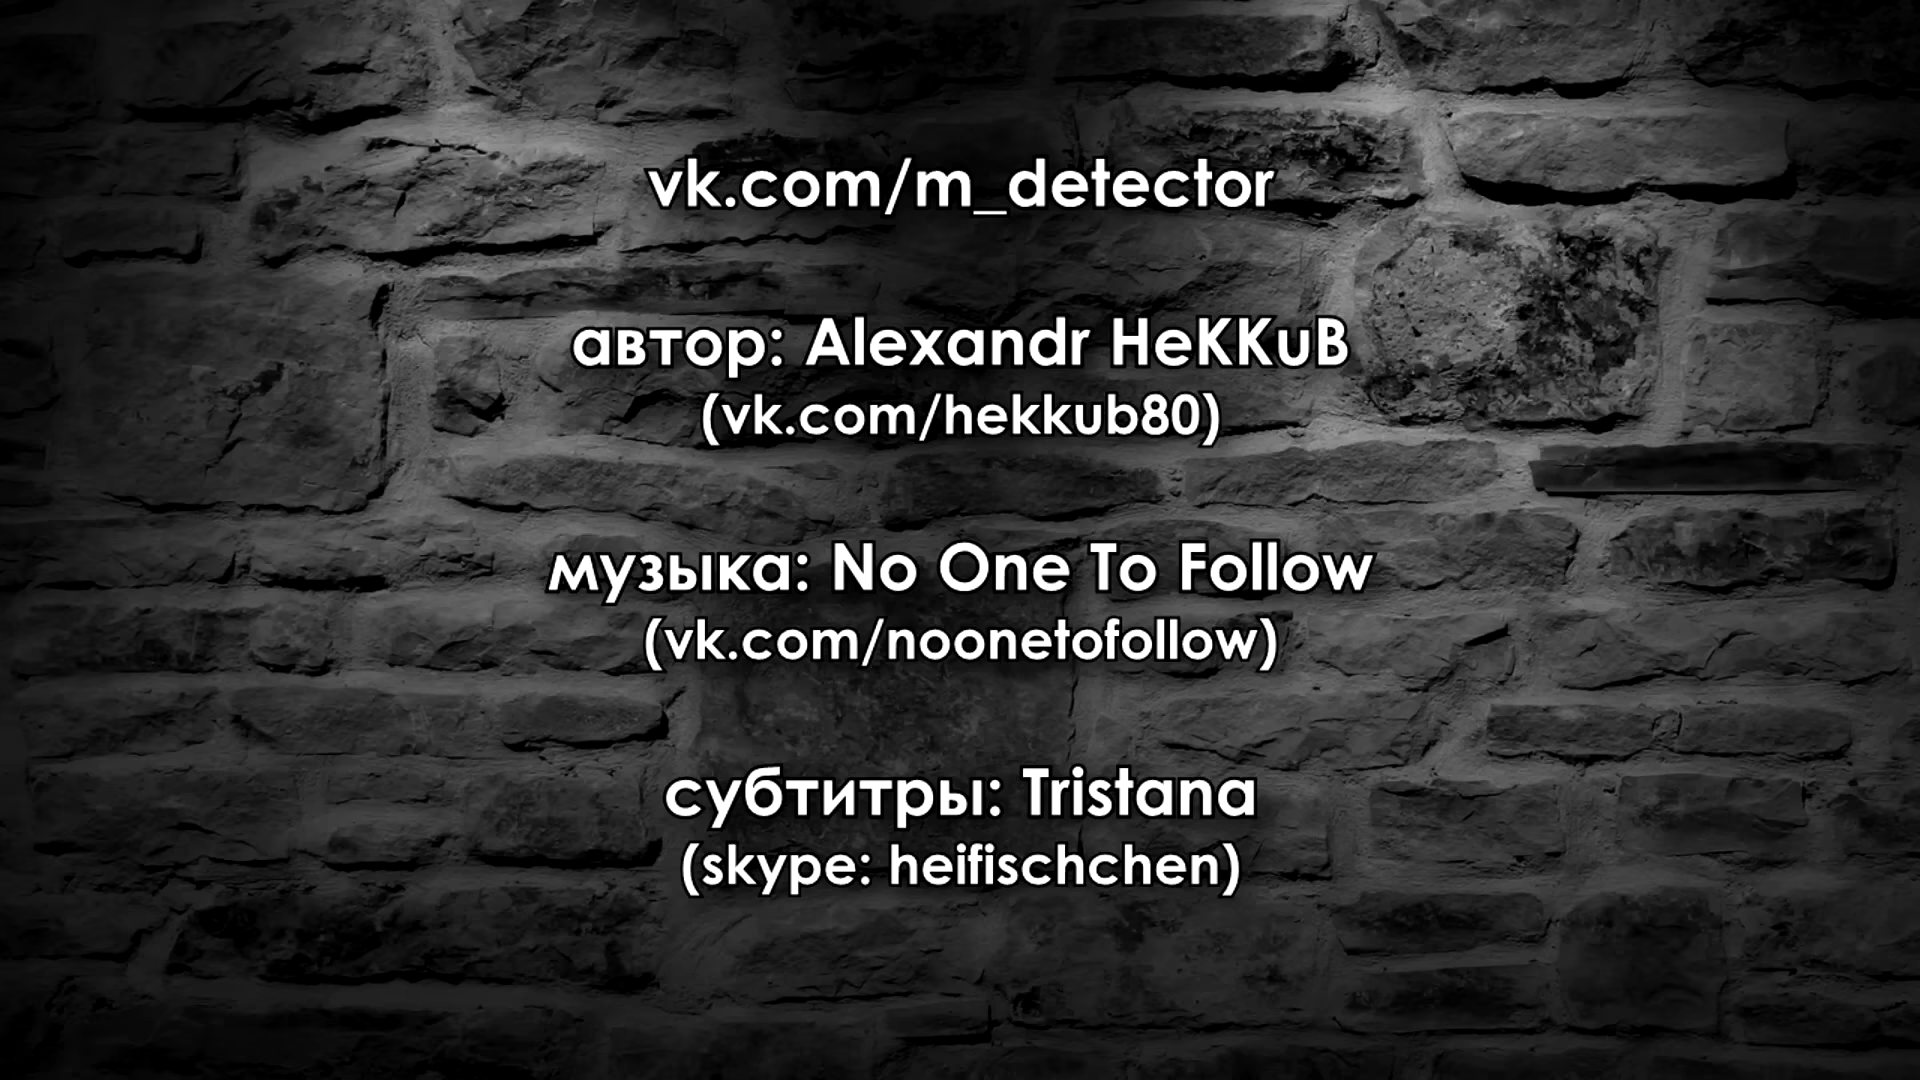 vk.com/m_detector
автор: Alexandr HeKKuB
(vk.com/hekkub80)
музыка: No One To Follow
(vk.com/noonetofollow)
субтитры: Tristana
(skype: heifischchen)